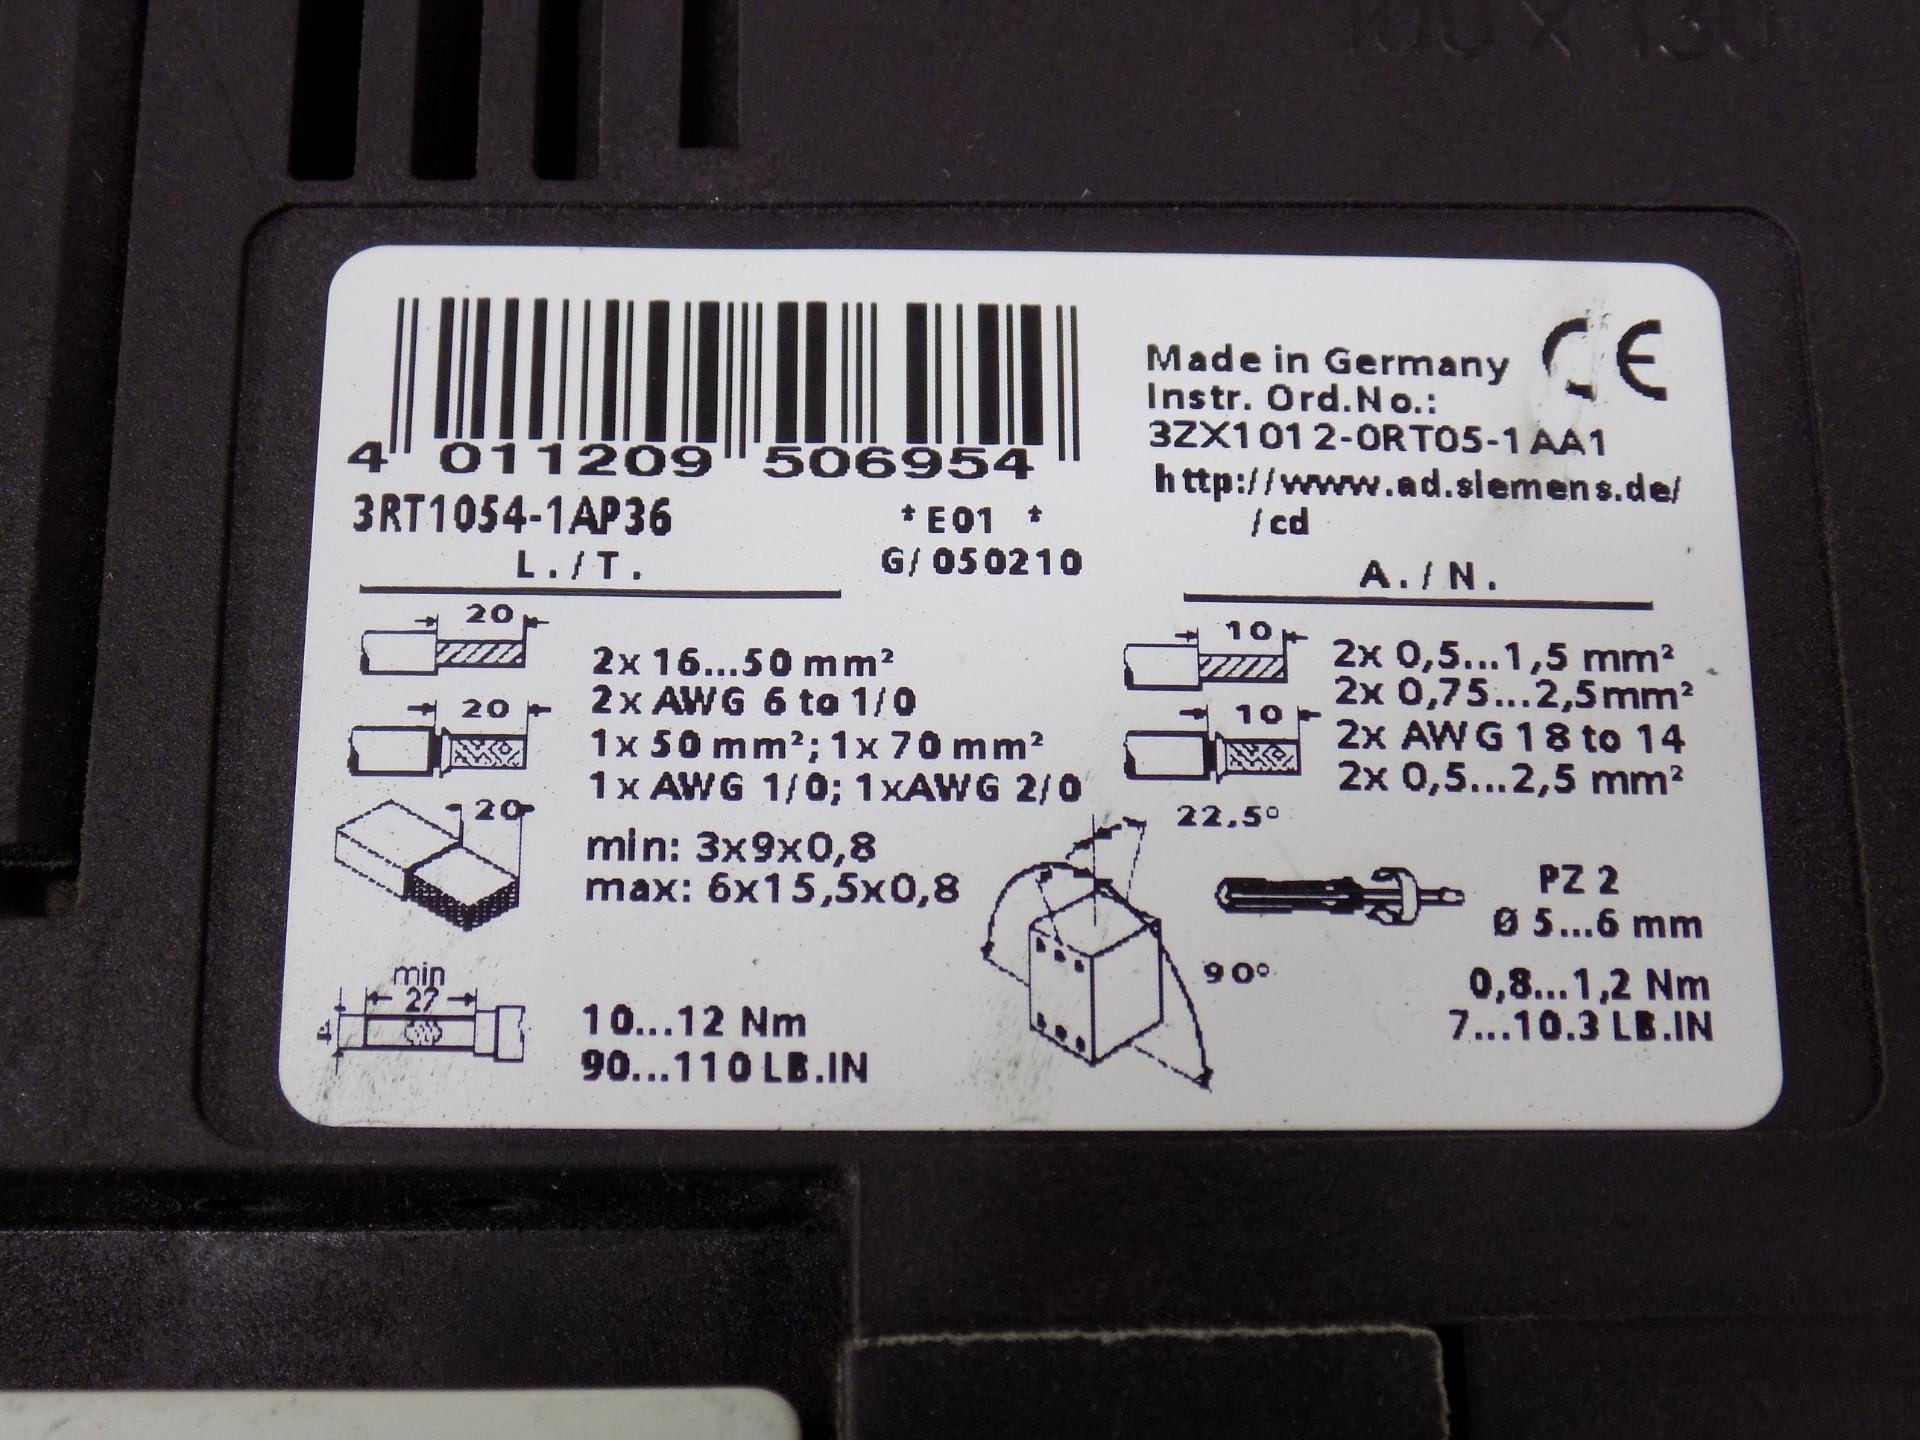 100 X 130
4 011209 506954
3RT1054-1AP36
*E01 *
G/050210
Made in Germany CE
Instr. Ord.No.:
3ZX1012-0RT05-1AA1
http://www.ad.siemens.de/
/cd
L./T.
20
2x 16...50 mm²
2x AWG 6 to 1/0
20
1x 50 mm²; 1x 70 mm²
1x AWG 1/0; 1xAWG 2/0
20
min: 3x9x0,8
max: 6x15,5x0,8
min
27
4
10...12 Nm
90...110 LB.IN
A./N.
10
2x 0,5...1,5 mm²
2x 0,75...2,5mm²
10
2x AWG 18 to 14
2x 0,5...2,5 mm²
22,5°
90°
PZ 2
Ø 5...6 mm
0,8...1,2 Nm
7...10.3 LB.IN